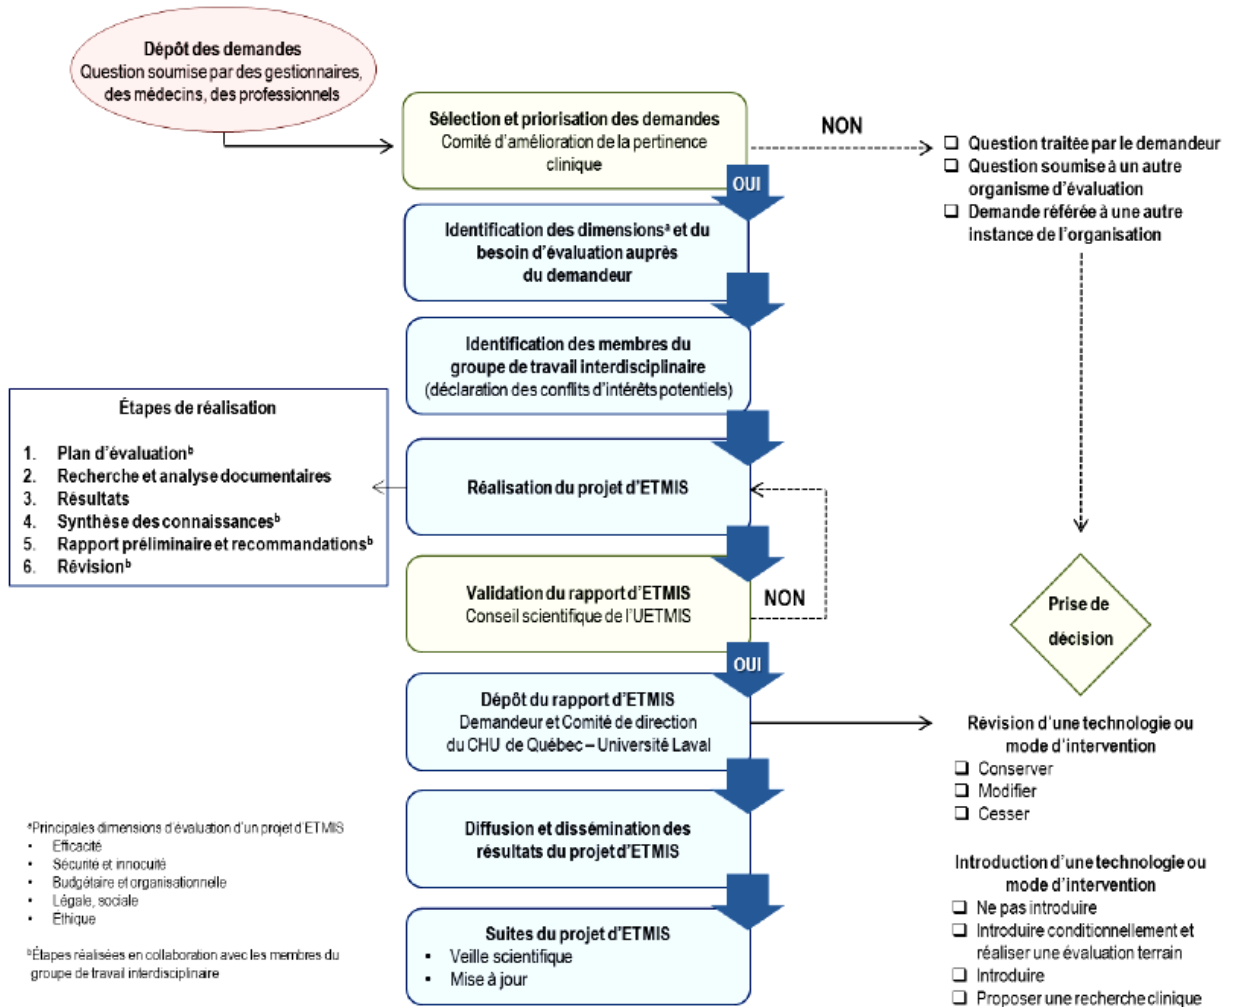 Dépôt des demandes
Question soumise par des gestionnaires,
des médecins, des professionnels
Sélection et priorisation des demandes
Comité d'amélioration de la pertinence
clinique
NON
❑ Question traitée par le demandeur
❑ Question soumise à un autre
organisme d'évaluation
❑ Demande référée à une autre
instance de l'organisation
OUI
Identification des dimensionsᵃ et du
besoin d'évaluation auprès
du demandeur
Identification des membres du
groupe de travail interdisciplinaire
(déclaration des conflits d'intérêts potentiels)
Étapes de réalisation
1. Plan d'évaluationᵇ
2. Recherche et analyse documentaires
3. Résultats
4. Synthèse des connaissancesᵇ
5. Rapport préliminaire et recommandationsᵇ
6. Révisionᵇ
Réalisation du projet d'ETMIS
Validation du rapport d'ETMIS
Conseil scientifique de l'UETMIS
NON
OUI
Prise de
décision
Dépôt du rapport d'ETMIS
Demandeur et Comité de direction
du CHU de Québec – Université Laval
Révision d'une technologie ou
mode d'intervention
❑ Conserver
❑ Modifier
❑ Cesser
Diffusion et dissémination des
résultats du projet d'ETMIS
Introduction d'une technologie ou
mode d'intervention
❑ Ne pas introduire
❑ Introduire conditionnellement et
réaliser une évaluation terrain
❑ Introduire
❑ Proposer une recherche clinique
Suites du projet d'ETMIS
• Veille scientifique
• Mise à jour
ᵃPrincipales dimensions d'évaluation d'un projet d'ETMIS
• Efficacité
• Sécurité et innocuité
• Budgétaire et organisationnelle
• Légale, sociale
• Éthique
ᵇÉtapes réalisées en collaboration avec les membres du
groupe de travail interdisciplinaire